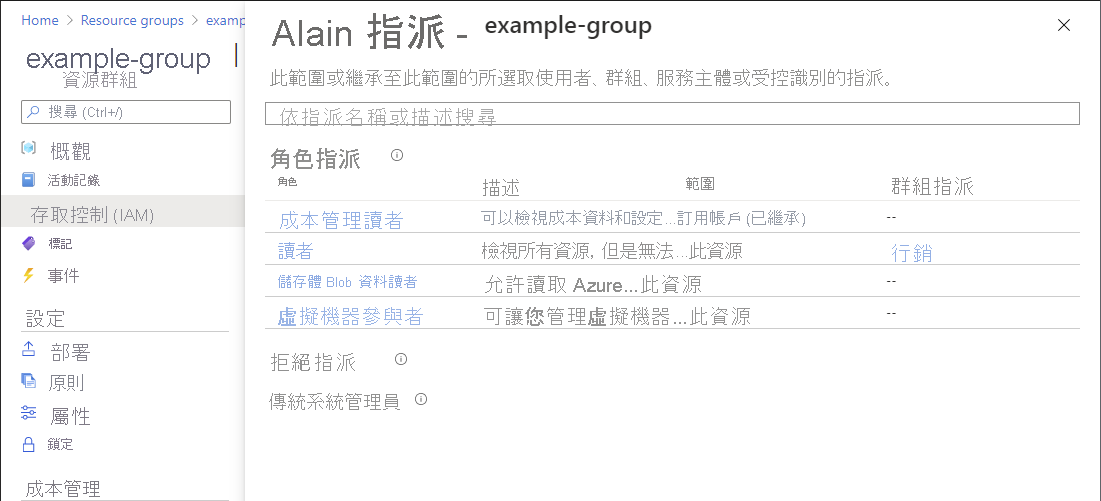 Home > Resource groups > examp
example-group
資源群組
搜尋 (Ctrl+/)
概觀
活動記錄
存取控制 (IAM)
標記
事件
設定
部署
原則
屬性
鎖定
成本管理
Alain 指派 - example-group
此範圍或繼承至此範圍的所選取使用者、群組、服務主體或受控識別的指派。
依指派名稱或描述搜尋
角色指派
角色 描述 範圍 群組指派
成本管理讀者 可以檢視成本資料和設定...訂用帳戶 (已繼承) --
讀者 檢視所有資源, 但是無法...此資源 行銷
儲存體 Blob 資料讀者 允許讀取 Azure...此資源 --
虛擬機器參與者 可讓您管理虛擬機器...此資源 --
拒絕指派
傳統系統管理員